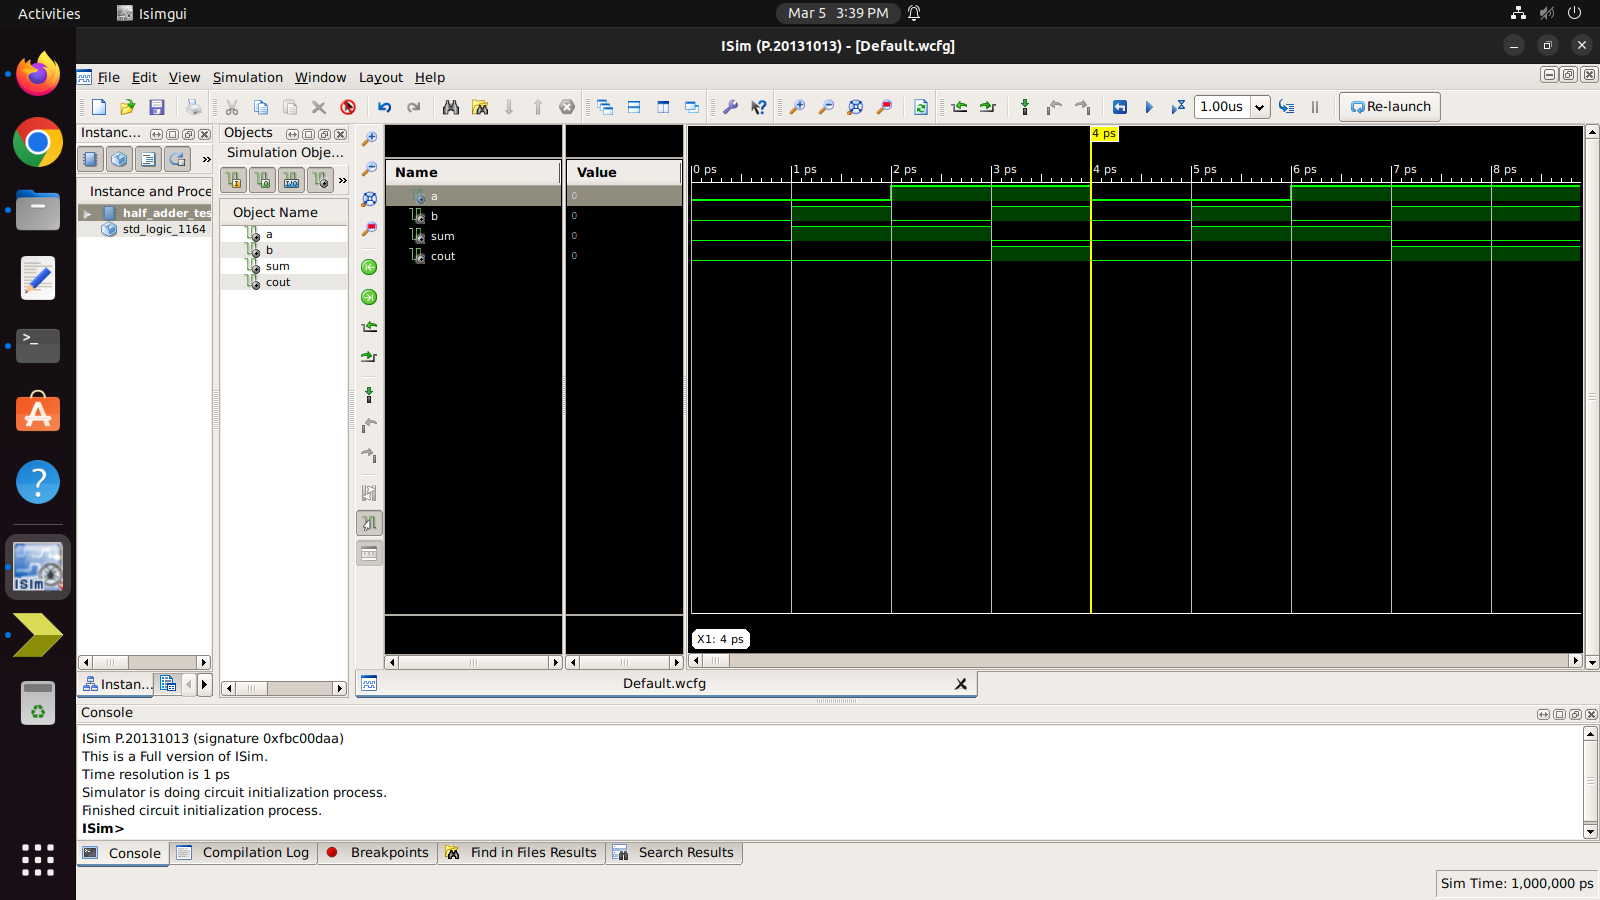 Activities
Isimgui
Mar 5 3:39 PM
ISim (P.20131013) - [Default.wcfg]
File Edit View Simulation Window Layout Help
1.00us
Re-launch
Instanc...
Objects
Simulation Obje...
»
»
Instance and Proce
half_adder_tes
std_logic_1164
Object Name
a
b
sum
cout
Name
Value
a
0
b
0
sum
0
cout
0
4 ps
0 ps
1 ps
2 ps
3 ps
4 ps
5 ps
6 ps
7 ps
8 ps
X1: 4 ps
Instan...
Default.wcfg
Console
ISim P.20131013 (signature 0xfbc00daa)
This is a Full version of ISim.
Time resolution is 1 ps
Simulator is doing circuit initialization process.
Finished circuit initialization process.
ISim>
Console
Compilation Log
Breakpoints
Find in Files Results
Search Results
Sim Time: 1,000,000 ps
>_
?
ISim